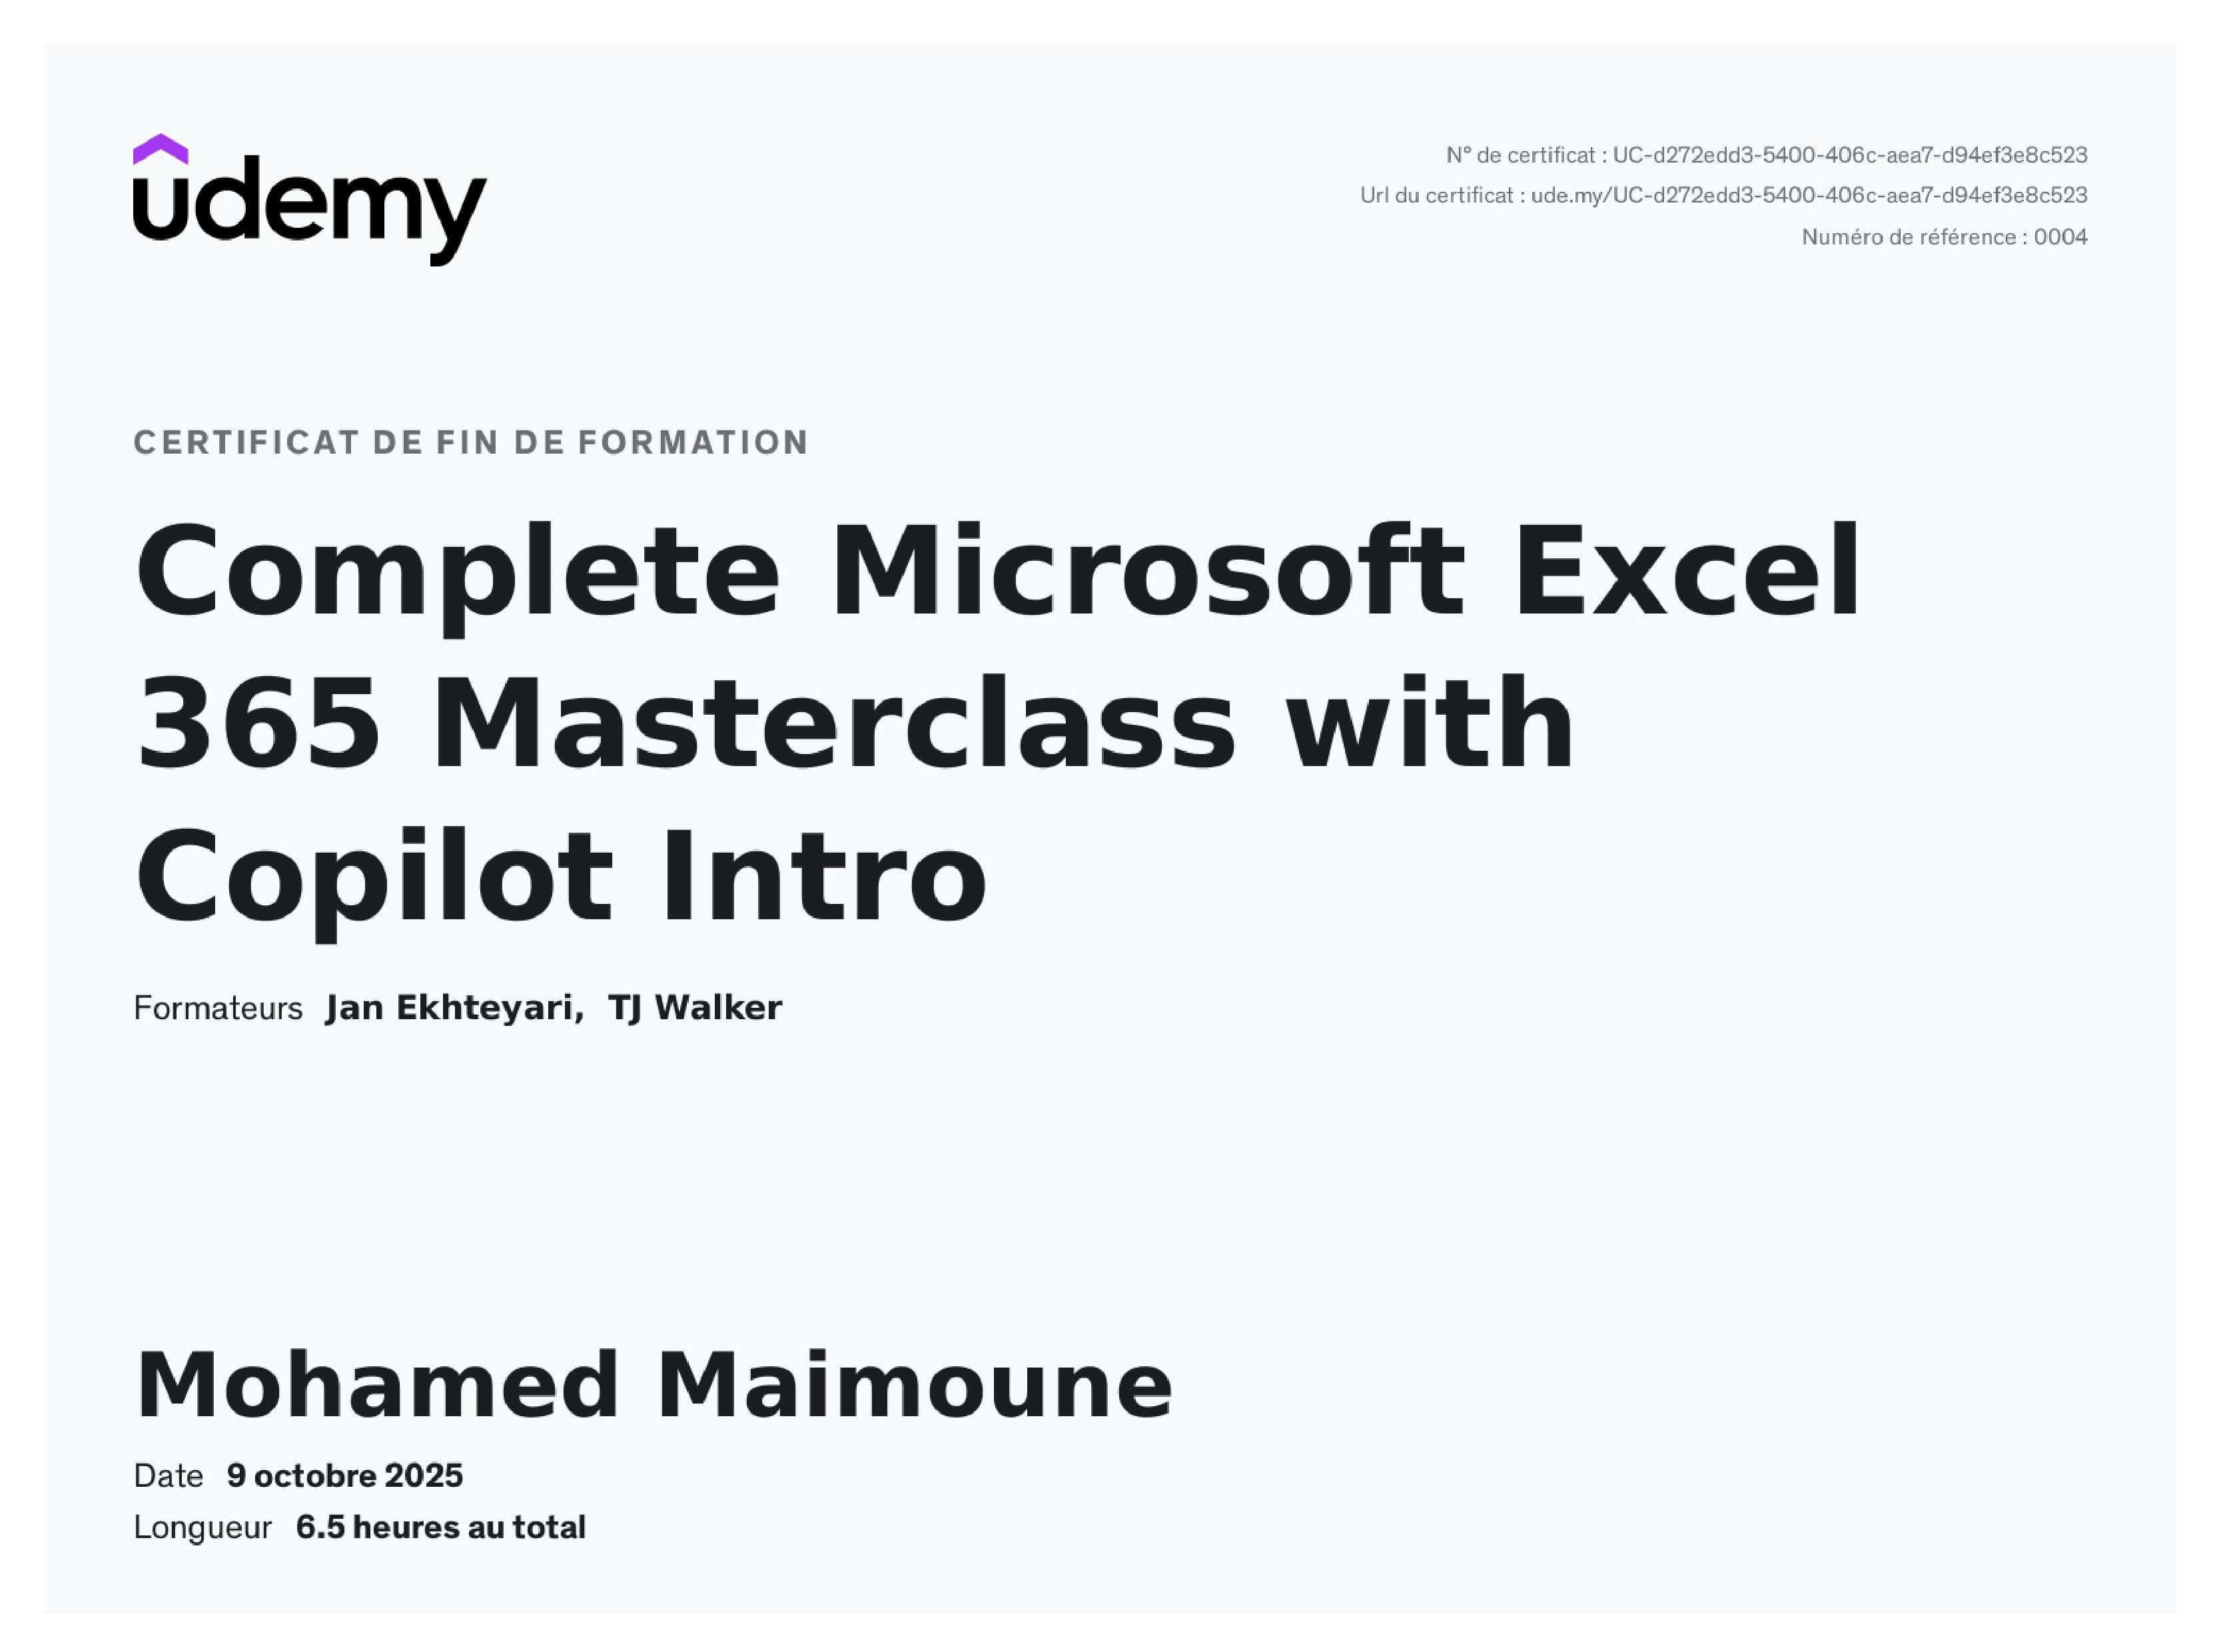 udemy
N° de certificat : UC-d272edd3-5400-406c-aea7-d94ef3e8c523
Url du certificat : ude.my/UC-d272edd3-5400-406c-aea7-d94ef3e8c523
Numéro de référence : 0004
CERTIFICAT DE FIN DE FORMATION
Complete Microsoft Excel
365 Masterclass with
Copilot Intro
Formateurs Jan Ekhteyari, TJ Walker
Mohamed Maimoune
Date 9 octobre 2025
Longueur 6.5 heures au total